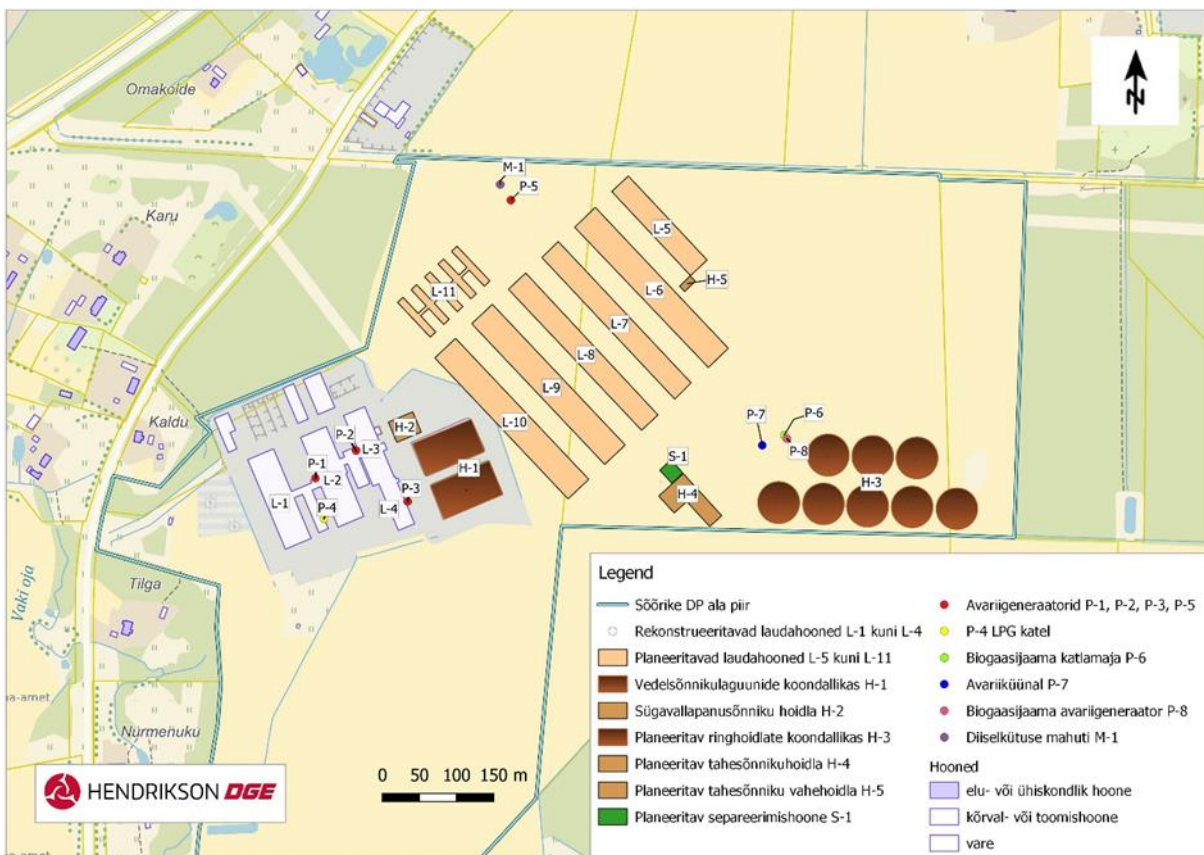 Omakolde
Karu
Kaldu
Tilga
Vaki oja
Nurmenuku
na-amet
N
M-1
P-5
L-5
L-6
H-5
L-11
L-7
L-8
L-9
L-10
H-2
P-2
L-3
H-1
P-1
L-2
L-1
P-4
L-4
P-3
P-7
P-6
P-8
S-1
H-4
H-3
HENDRIKSON DGE
0 50 100 150 m
Legend
Sõõrike DP ala piir
Rekonstrueeritavad laudahooned L-1 kuni L-4
Planeeritavad laudahooned L-5 kuni L-11
Vedelsõnnikulaguunide koondallikas H-1
Sügavallapanusõnniku hoidla H-2
Planeeritav ringhoidlate koondallikas H-3
Planeeritav tahesõnnikuhoidla H-4
Planeeritav tahesõnniku vahehoidla H-5
Planeeritav separeerimishoone S-1
Avariigeneraatorid P-1, P-2, P-3, P-5
P-4 LPG katel
Biogaasijaama katlamaja P-6
Avariiküünal P-7
Biogaasijaama avariigeneraator P-8
Diiselkütuse mahuti M-1
Hooned
elu- või ühiskondlik hoone
kõrval- või toomishoone
vare